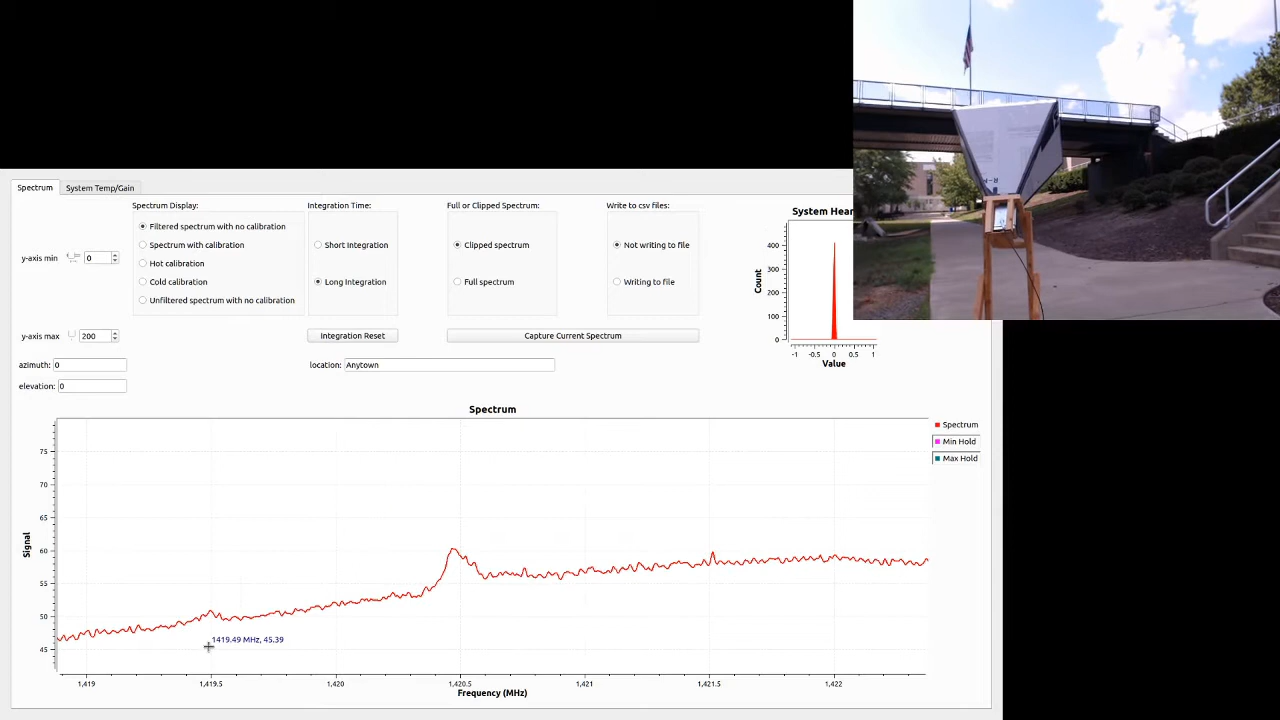 Spectrum
System Temp/Gain
Spectrum Display:
Integration Time:
Full or Clipped Spectrum:
Write to csv files:
y-axis min
0
Filtered spectrum with no calibration
Spectrum with calibration
Hot calibration
Cold calibration
Unfiltered spectrum with no calibration
Short Integration
Long Integration
Clipped spectrum
Full spectrum
Not writing to file
Writing to file
y-axis max
200
Integration Reset
Capture Current Spectrum
azimuth:
0
location:
Anytown
elevation:
0
System Hear
Count
400
300
200
100
0
-1
-0.5
0
0.5
1
Value
Spectrum
Signal
75
70
65
60
55
50
45
1419.49 MHz, 45.39
1,419
1,419.5
1,420
1,420.5
1,421
1,421.5
1,422
Frequency (MHz)
Spectrum
Min Hold
Max Hold